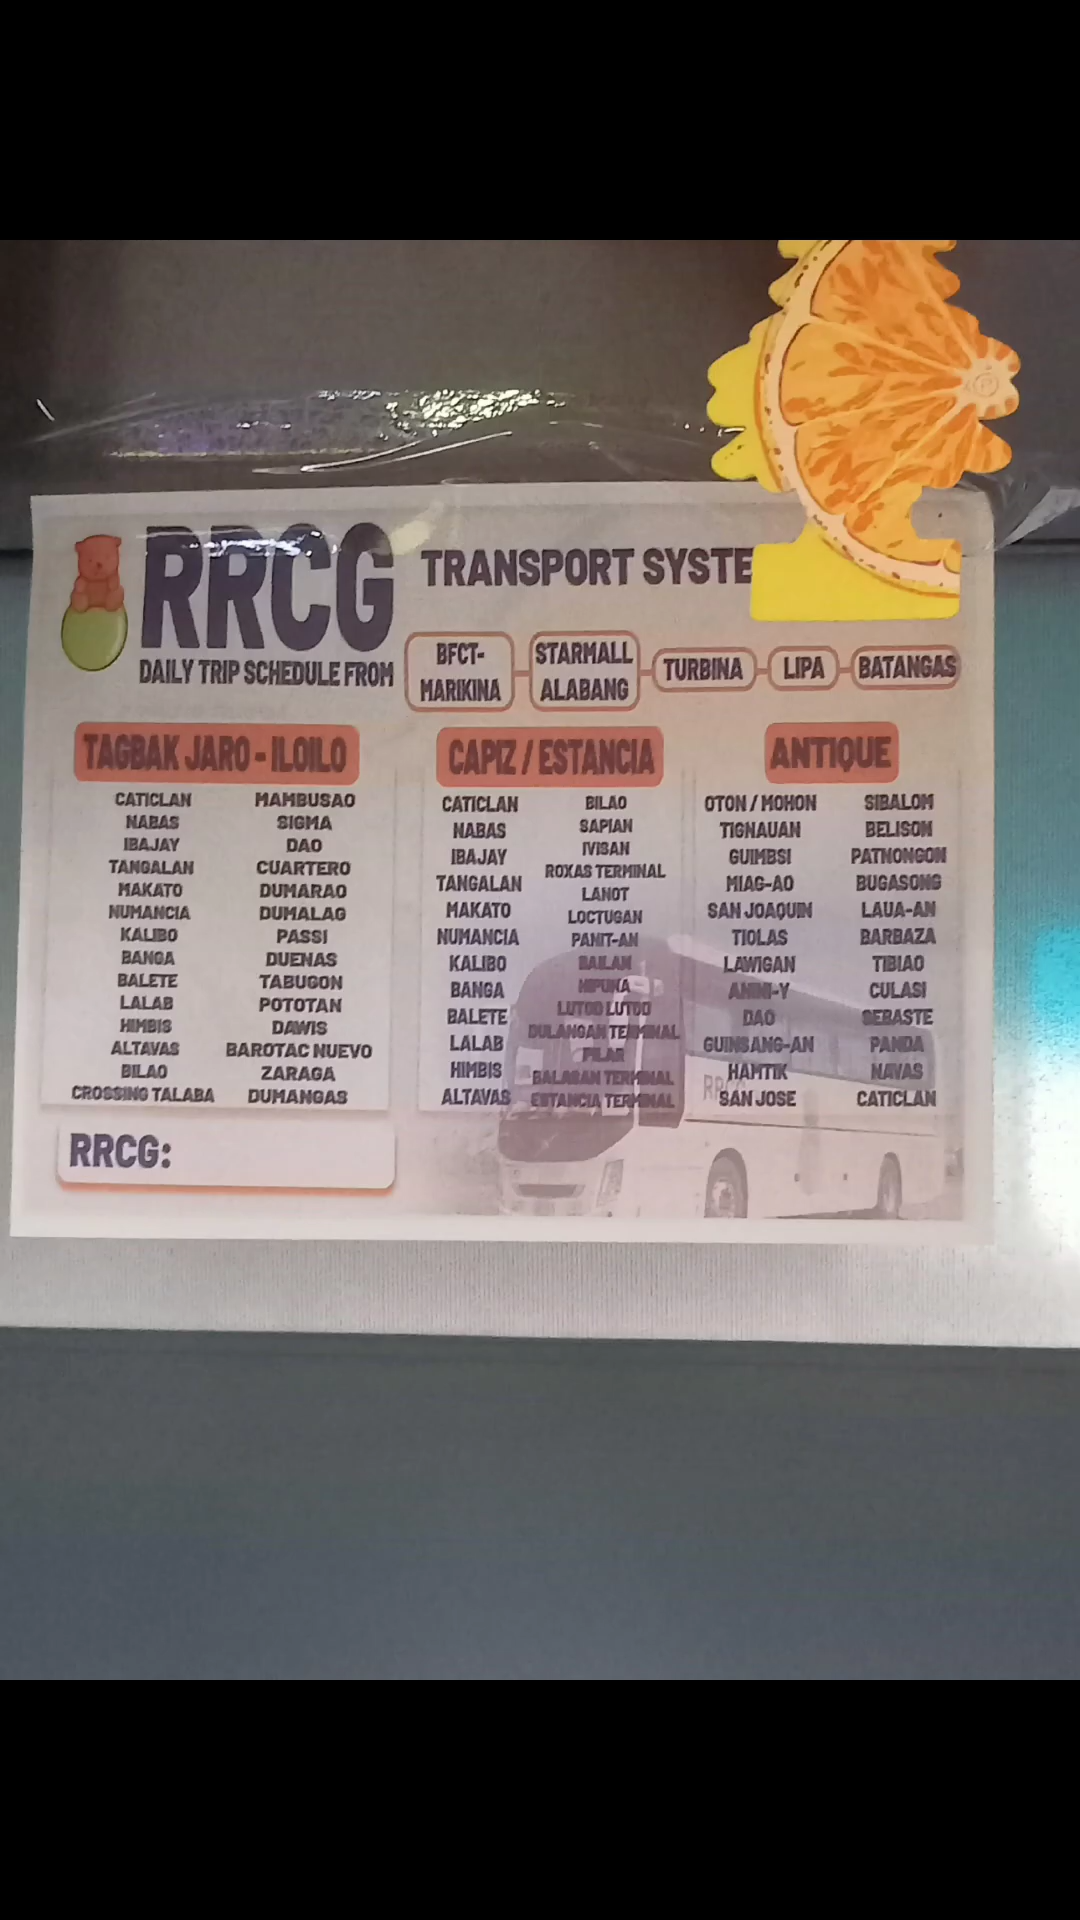 RRCG
TRANSPORT SYSTE
DAILY TRIP SCHEDULE FROM
BFCT-
MARIKINA
STARMALL
ALABANG
TURBINA
LIPA
BATANGAS
TAGBAK JARO - ILOILO
CATICLAN
NABAS
IBAJAY
TANGALAN
MAKATO
NUMANCIA
KALIBO
BANGA
BALETE
LALAB
HIMBIS
ALTAVAS
BILAO
CROSSING TALABA
MAMBUSAO
SIGMA
DAO
CUARTERO
DUMARAO
DUMALAG
PASSI
DUENAS
TABUGON
POTOTAN
DAWIS
BAROTAC NUEVO
ZARAGA
DUMANGAS
CAPIZ / ESTANCIA
CATICLAN
NABAS
IBAJAY
TANGALAN
MAKATO
NUMANCIA
KALIBO
BANGA
BALETE
LALAB
HIMBIS
ALTAVAS
BILAO
SAPIAN
IVISAN
ROXAS TERMINAL
LANOT
LOCTUGAN
PANIT-AN
BAILAN
HIPUNA
LUTOD LUTOD
DULANGAN TERMINAL
PILAR
BALASAN TERMINAL
ESTANCIA TERMINAL
ANTIQUE
OTON / MOHON
TIGNAUAN
GUIMBSI
MIAG-AO
SAN JOAQUIN
TIOLAS
LAWIGAN
ANINI-Y
DAO
GUINSANG-AN
HAMTIK
SAN JOSE
SIBALOM
BELISON
PATNONGON
BUGASONG
LAUA-AN
BARBAZA
TIBIAO
CULASI
SEBASTE
PANDA
NAVAS
CATICLAN
RRCG: